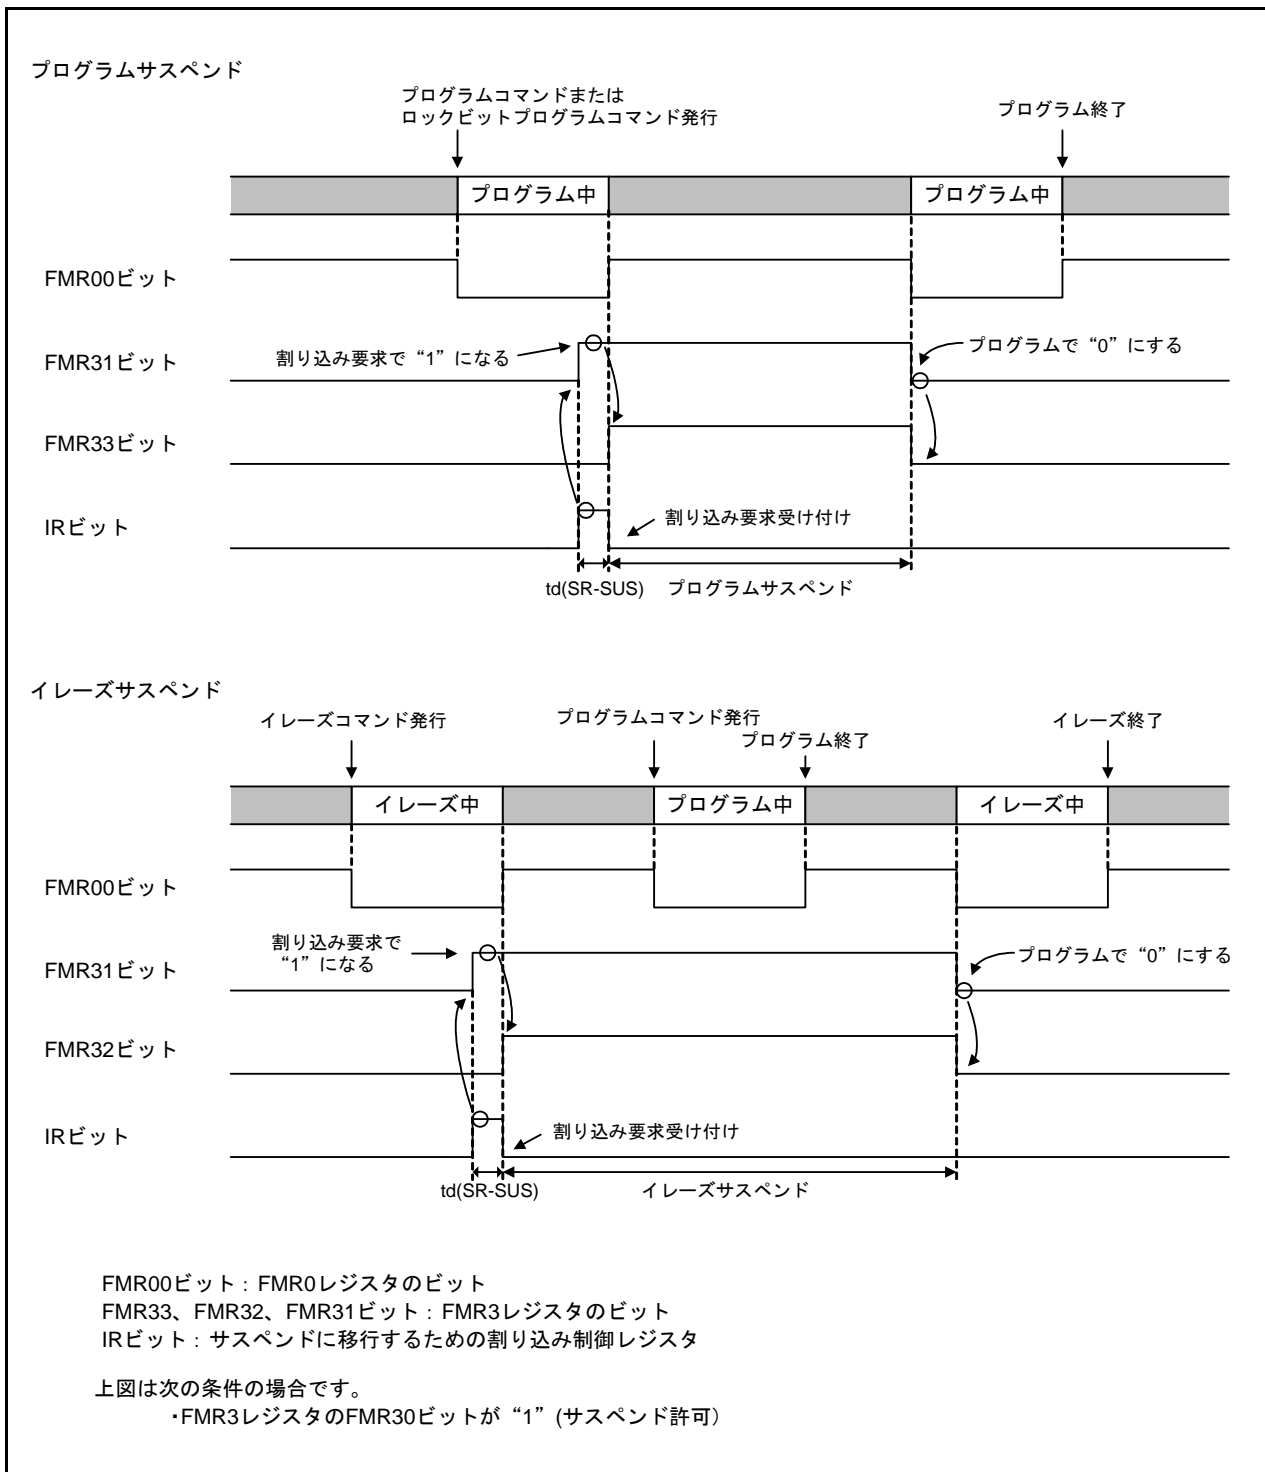 プログラムサスペンド
プログラムコマンドまたは
ロックビットプログラムコマンド発行
プログラム終了
プログラム中
プログラム中
FMR00ビット
FMR31ビット
割り込み要求で“1”になる
プログラムで“0”にする
FMR33ビット
IRビット
割り込み要求受け付け
td(SR-SUS)
プログラムサスペンド
イレーズサスペンド
イレーズコマンド発行
プログラムコマンド発行
プログラム終了
イレーズ終了
イレーズ中
プログラム中
イレーズ中
FMR00ビット
割り込み要求で
“1”になる
プログラムで“0”にする
FMR31ビット
FMR32ビット
IRビット
割り込み要求受け付け
td(SR-SUS)
イレーズサスペンド
FMR00ビット：FMR0レジスタのビット
FMR33、FMR32、FMR31ビット：FMR3レジスタのビット
IRビット：サスペンドに移行するための割り込み制御レジスタ
上図は次の条件の場合です。
・FMR3レジスタのFMR30ビットが“1”(サスペンド許可)